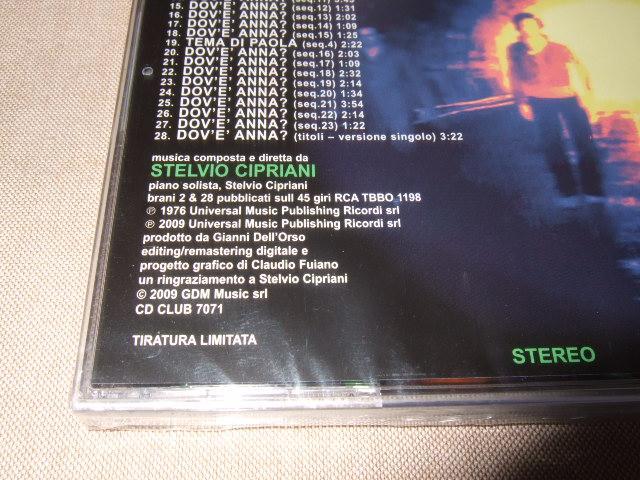 15. DOV'E' ANNA? (seq.12) 1:31
16. DOV'E' ANNA? (seq.13) 2:02
17. DOV'E' ANNA? (seq.14) 1:09
18. DOV'E' ANNA? (seq.15) 1:25
19. TEMA DI PAOLA (seq.4) 2:22
20. DOV'E' ANNA? (seq.16) 2:03
21. DOV'E' ANNA? (seq.17) 1:09
22. DOV'E' ANNA? (seq.18) 2:32
23. DOV'E' ANNA? (seq.19) 2:14
24. DOV'E' ANNA? (seq.20) 1:34
25. DOV'E' ANNA? (seq.21) 3:54
26. DOV'E' ANNA? (seq.22) 2:14
27. DOV'E' ANNA? (seq.23) 1:22
28. DOV'E' ANNA? (titoli – versione singolo) 3:22
musica composta e diretta da
STELVIO CIPRIANI
piano solista, Stelvio Cipriani
brani 2 & 28 pubblicati sull 45 giri RCA TBBO 1198
℗ 1976 Universal Music Publishing Ricordi srl
℗ 2009 Universal Music Publishing Ricordi srl
prodotto da Gianni Dell'Orso
editing/remastering digitale e
progetto grafico di Claudio Fuiano
un ringraziamento a Stelvio Cipriani
© 2009 GDM Music srl
CD CLUB 7071
TIRATURA LIMITATA
STEREO